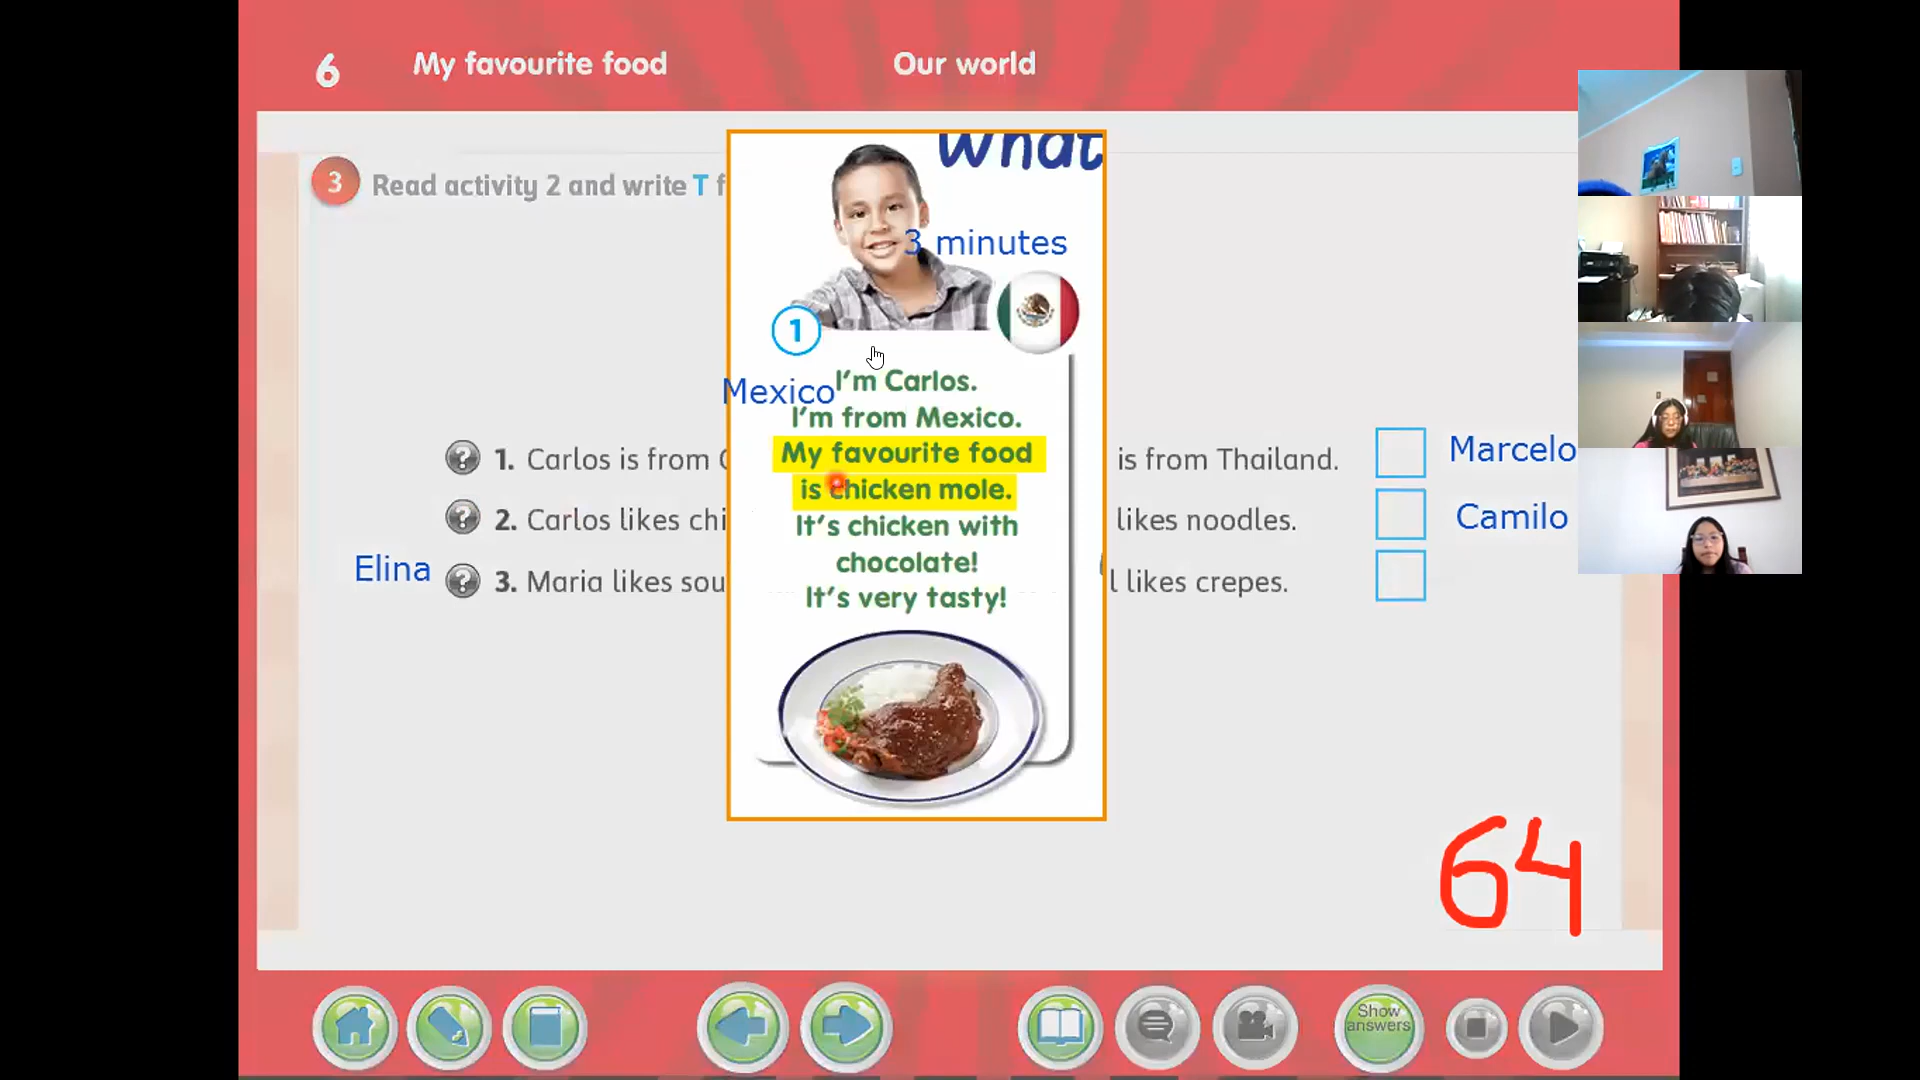 6
My favourite food
Our world
3
Read activity 2 and write T f
What
3 minutes
1
Mexico
I'm Carlos.
I'm from Mexico.
My favourite food
is chicken mole.
It's chicken with
chocolate!
It's very tasty!
1. Carlos is from
2. Carlos likes chi
Elina
3. Maria likes sou
is from Thailand.
Marcelo
likes noodles.
Camilo
l likes crepes.
64
Show
answers